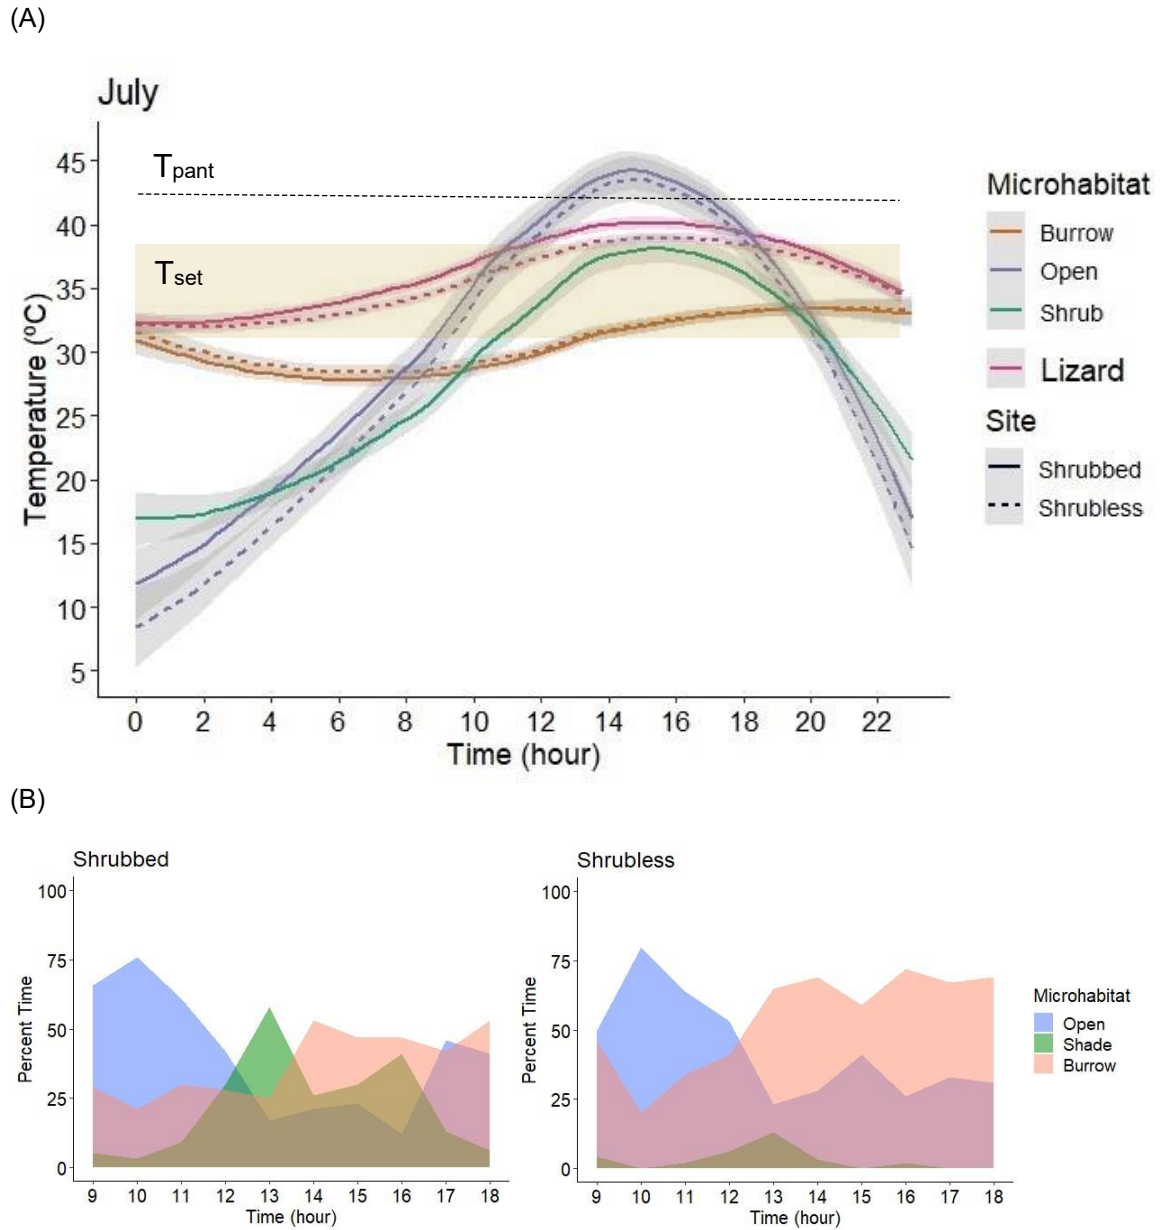 (A)
July
Tpant
Tset
45
40
35
30
25
20
15
10
5
Temperature (ºC)
0 2 4 6 8 10 12 14 16 18 20 22
Time (hour)
Microhabitat
Burrow
Open
Shrub
Lizard
Site
Shrubbed
Shrubless
(B)
Shrubbed
100
75
50
25
0
Percent Time
9 10 11 12 13 14 15 16 17 18
Time (hour)
Shrubless
100
75
50
25
0
Percent Time
9 10 11 12 13 14 15 16 17 18
Time (hour)
Microhabitat
Open
Shade
Burrow